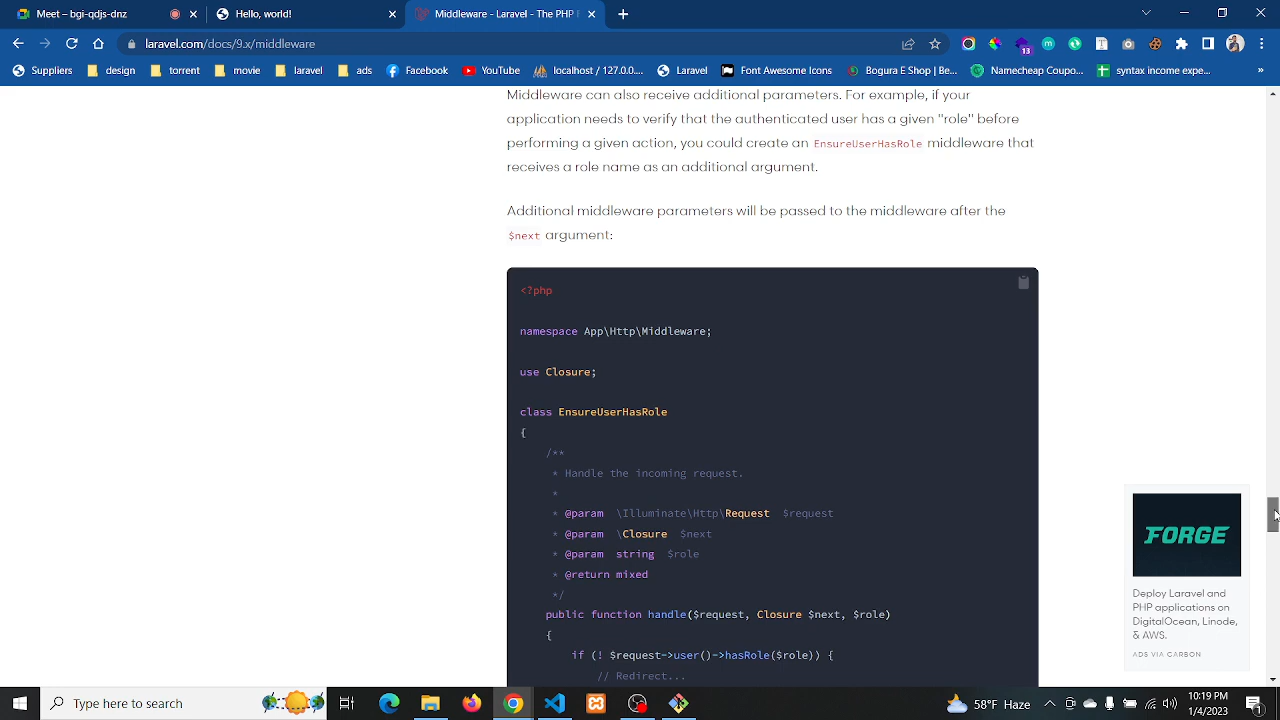 Meet – bgi-qdjs-dnz
Hello, world!
Middleware - Laravel - The PHP
laravel.com/docs/9.x/middleware
13
Suppliers
design
torrent
movie
laravel
ads
Facebook
YouTube
localhost / 127.0.0....
Laravel
Font Awesome Icons
Bogura E Shop | Be...
Namecheap Coupo...
syntax income expe...
»
Middleware can also receive additional parameters. For example, if your
application needs to verify that the authenticated user has a given "role" before
performing a given action, you could create an EnsureUserHasRole middleware that
receives a role name as an additional argument.
Additional middleware parameters will be passed to the middleware after the
$next argument:
<?php
namespace App\Http\Middleware;
use Closure;
class EnsureUserHasRole
{
/**
* Handle the incoming request.
*
* @param \Illuminate\Http\Request $request
* @param \Closure $next
* @param string $role
* @return mixed
*/
public function handle($request, Closure $next, $role)
{
if (! $request->user()->hasRole($role)) {
// Redirect...
FORGE
Deploy Laravel and
PHP applications on
DigitalOcean, Linode,
& AWS.
ADS VIA CARBON
Type here to search
58°F Haze
10:19 PM
1/4/2023